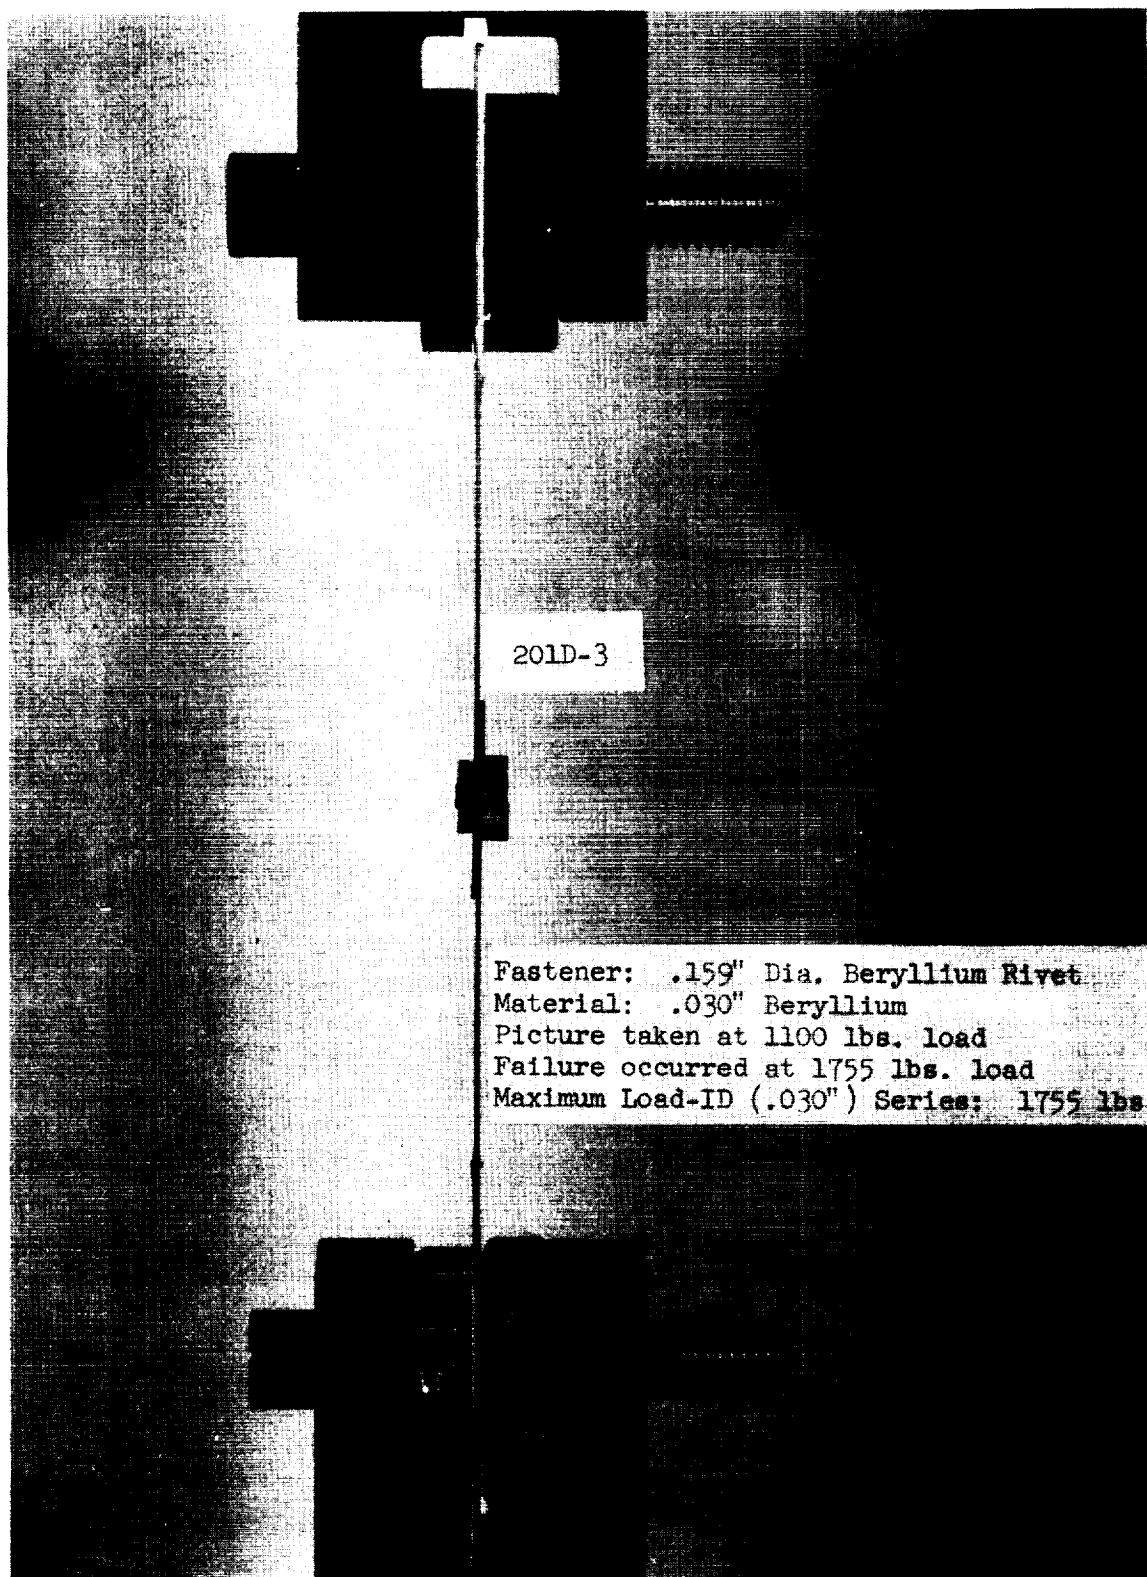 201D-3
Fastener: .159" Dia. Beryllium Rivet
Material: .030" Beryllium
Picture taken at 1100 lbs. load
Failure occurred at 1755 lbs. load
Maximum Load-ID (.030") Series: 1755 lbs